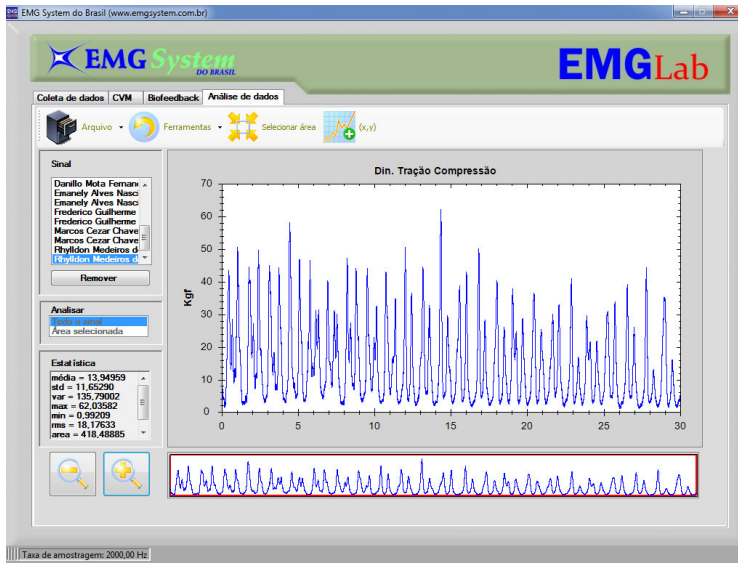 EMG System do Brasil (www.emgsystem.com.br)
EMG System
DO BRASIL
EMGLab
Coleta de dados CVM Biofeedback Análise de dados
Arquivo Ferramentas Selecionar área (x,y)
Sinal
Danillo Mota Fernan
Emanely Alves Nasci
Emanely Alves Nasci
Frederico Guilherme
Frederico Guilherme
Marcos Cezar Chave
Marcos Cezar Chave
Rhylldon Medeiros d
Rhylldon Medeiros d
Remover
Analisar
Todo o sinal
Área selecionada
Estatística
média = 13,94959
std = 11,65290
var = 135,79002
max = 62,03582
min = 0,99209
rms = 18,17633
area = 418,48885
Din. Tração Compressão
Kgf
70
60
50
40
30
20
10
0
0 5 10 15 20 25 30
Taxa de amostragem: 2000,00 Hz